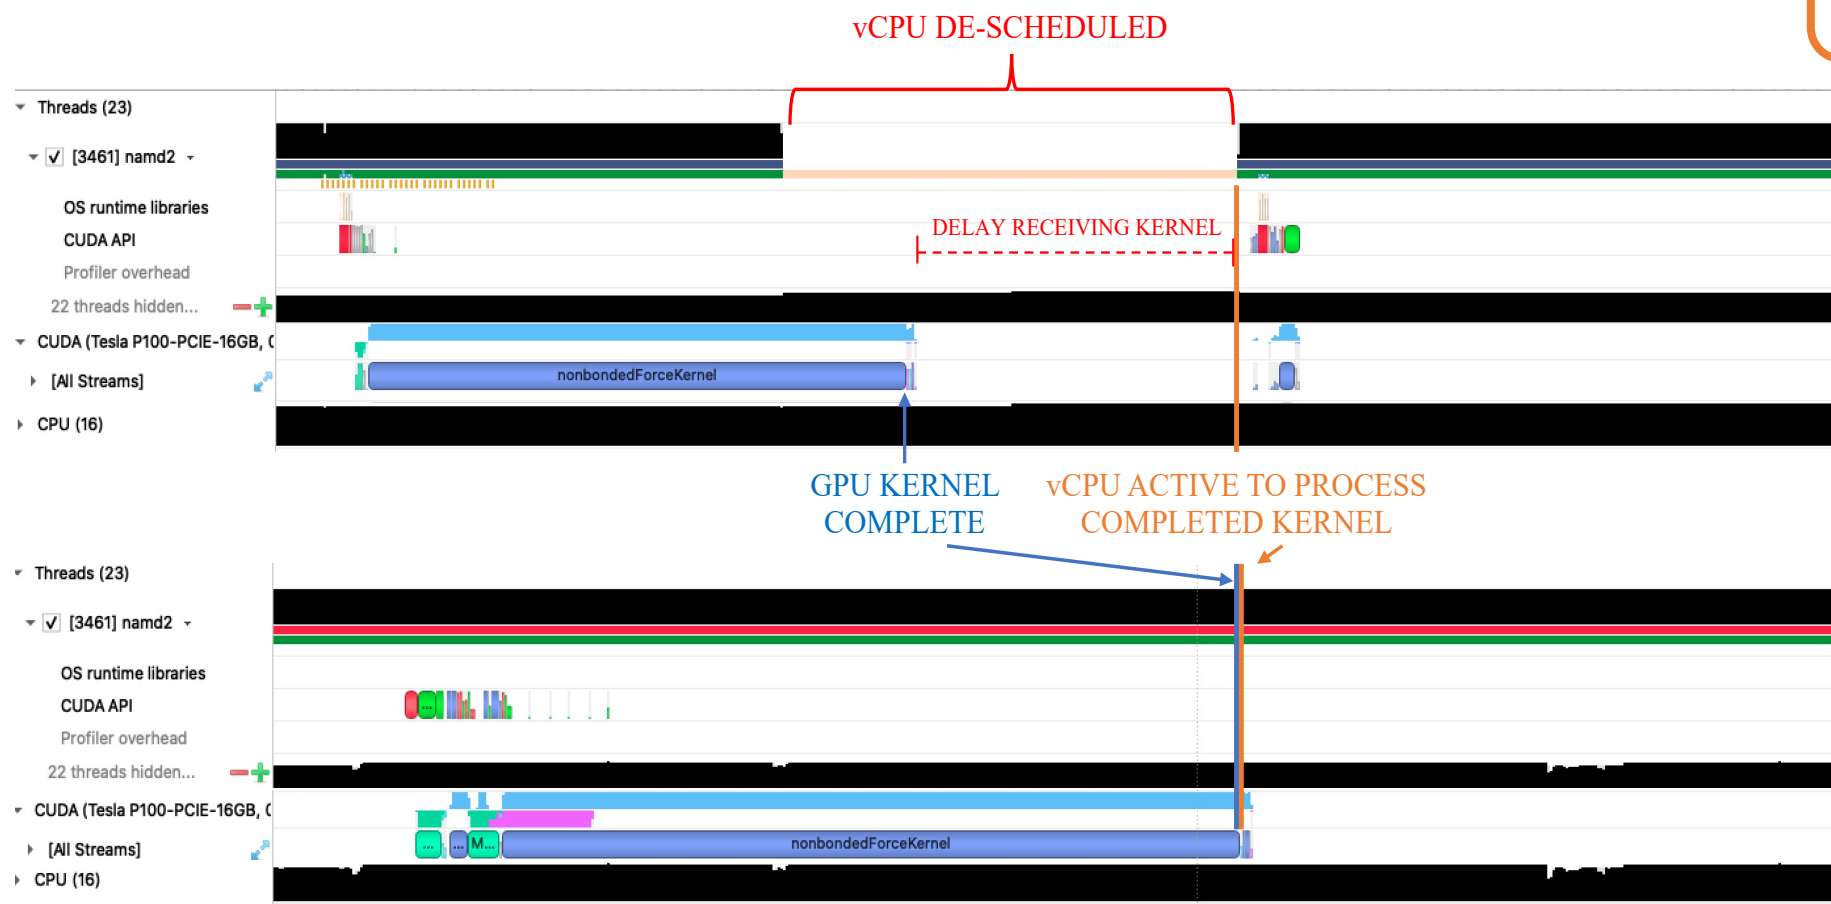 vCPU DE-SCHEDULED
Threads (23)
[3461] namd2
OS runtime libraries
CUDA API
DELAY RECEIVING KERNEL
Profiler overhead
22 threads hidden...
CUDA (Tesla P100-PCIE-16GB, 0
[All Streams]
nonbondedForceKernel
CPU (16)
GPU KERNEL
COMPLETE
vCPU ACTIVE TO PROCESS
COMPLETED KERNEL
Threads (23)
[3461] namd2
OS runtime libraries
CUDA API
...
Profiler overhead
22 threads hidden...
CUDA (Tesla P100-PCIE-16GB, 0
[All Streams]
... ... M... nonbondedForceKernel
CPU (16)